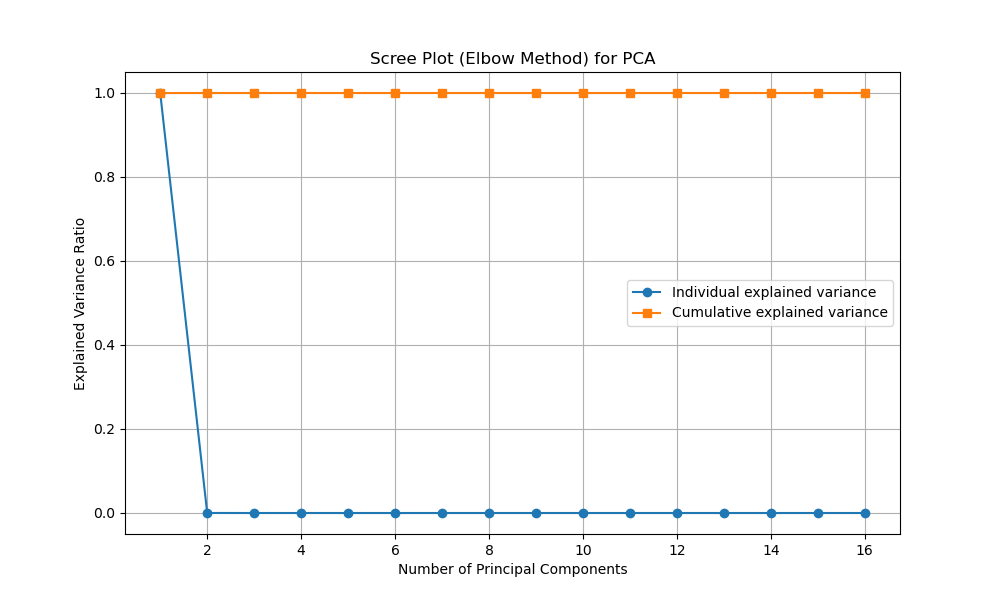 Scree Plot (Elbow Method) for PCA
1.0
0.8
0.6
0.4
0.2
0.0
Explained Variance Ratio
Individual explained variance
Cumulative explained variance
2 4 6 8 10 12 14 16
Number of Principal Components